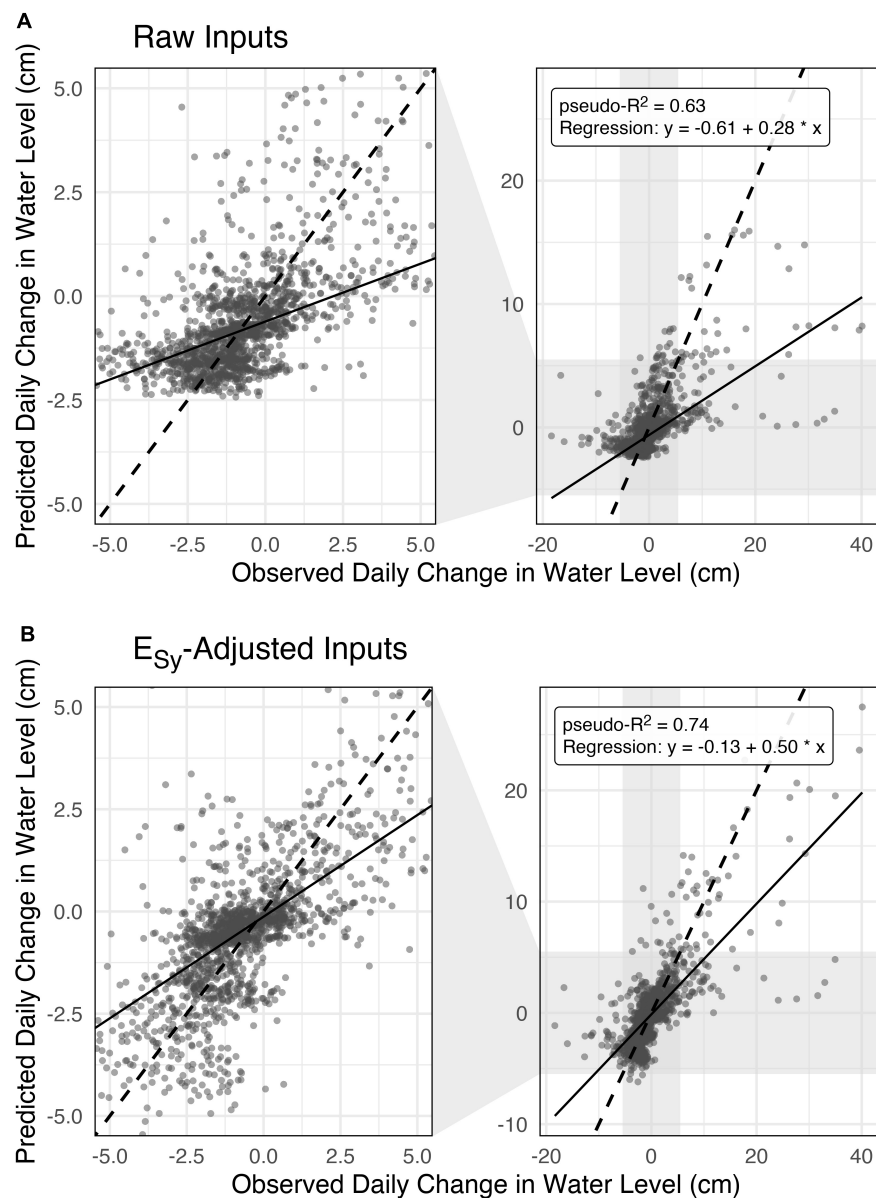 A
Raw Inputs
Predicted Daily Change in Water Level (cm)
5.0
2.5
0.0
-2.5
-5.0
-5.0 -2.5 0.0 2.5 5.0
pseudo-R² = 0.63
Regression: y = -0.61 + 0.28 * x
20
10
0
-20 0 20 40
Observed Daily Change in Water Level (cm)
B
E_Sy-Adjusted Inputs
Predicted Daily Change in Water Level (cm)
5.0
2.5
0.0
-2.5
-5.0
-5.0 -2.5 0.0 2.5 5.0
pseudo-R² = 0.74
Regression: y = -0.13 + 0.50 * x
20
10
0
-10
-20 0 20 40
Observed Daily Change in Water Level (cm)